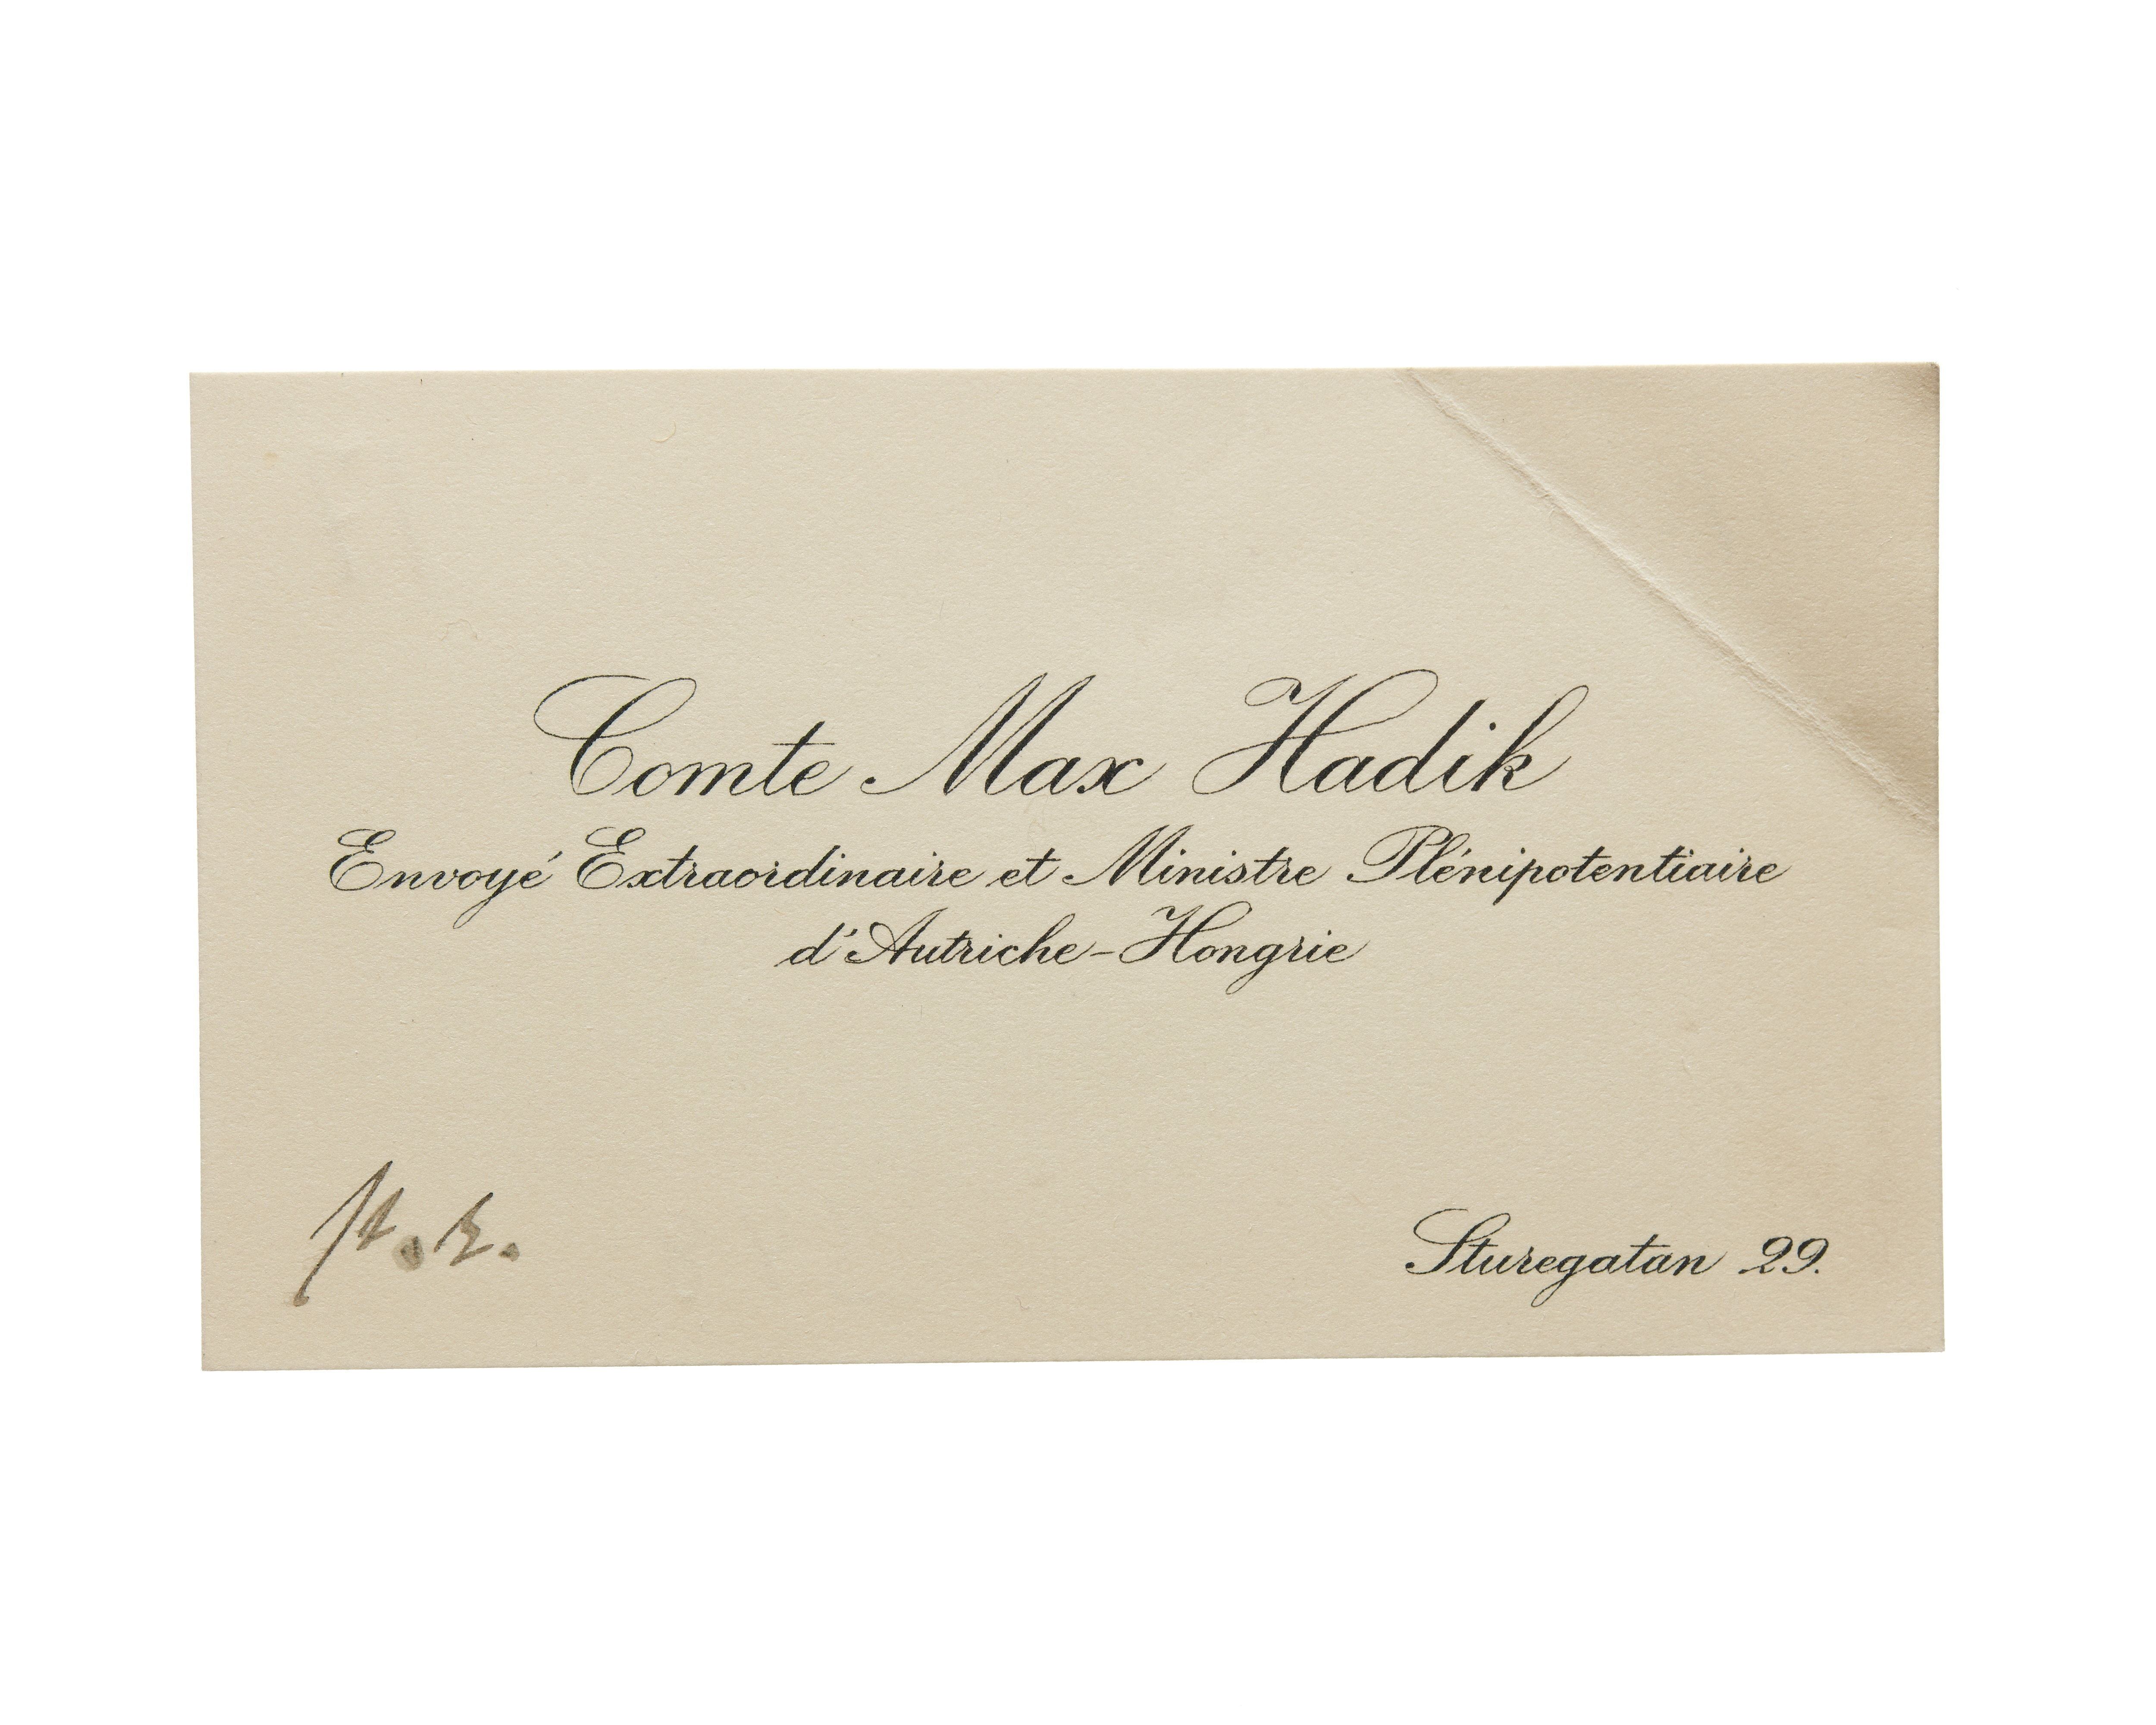 Comte Max Hadik
Envoyé Extraordinaire et Ministre Plénipotentiaire
d'Autriche-Hongrie
Sturegatan 29.